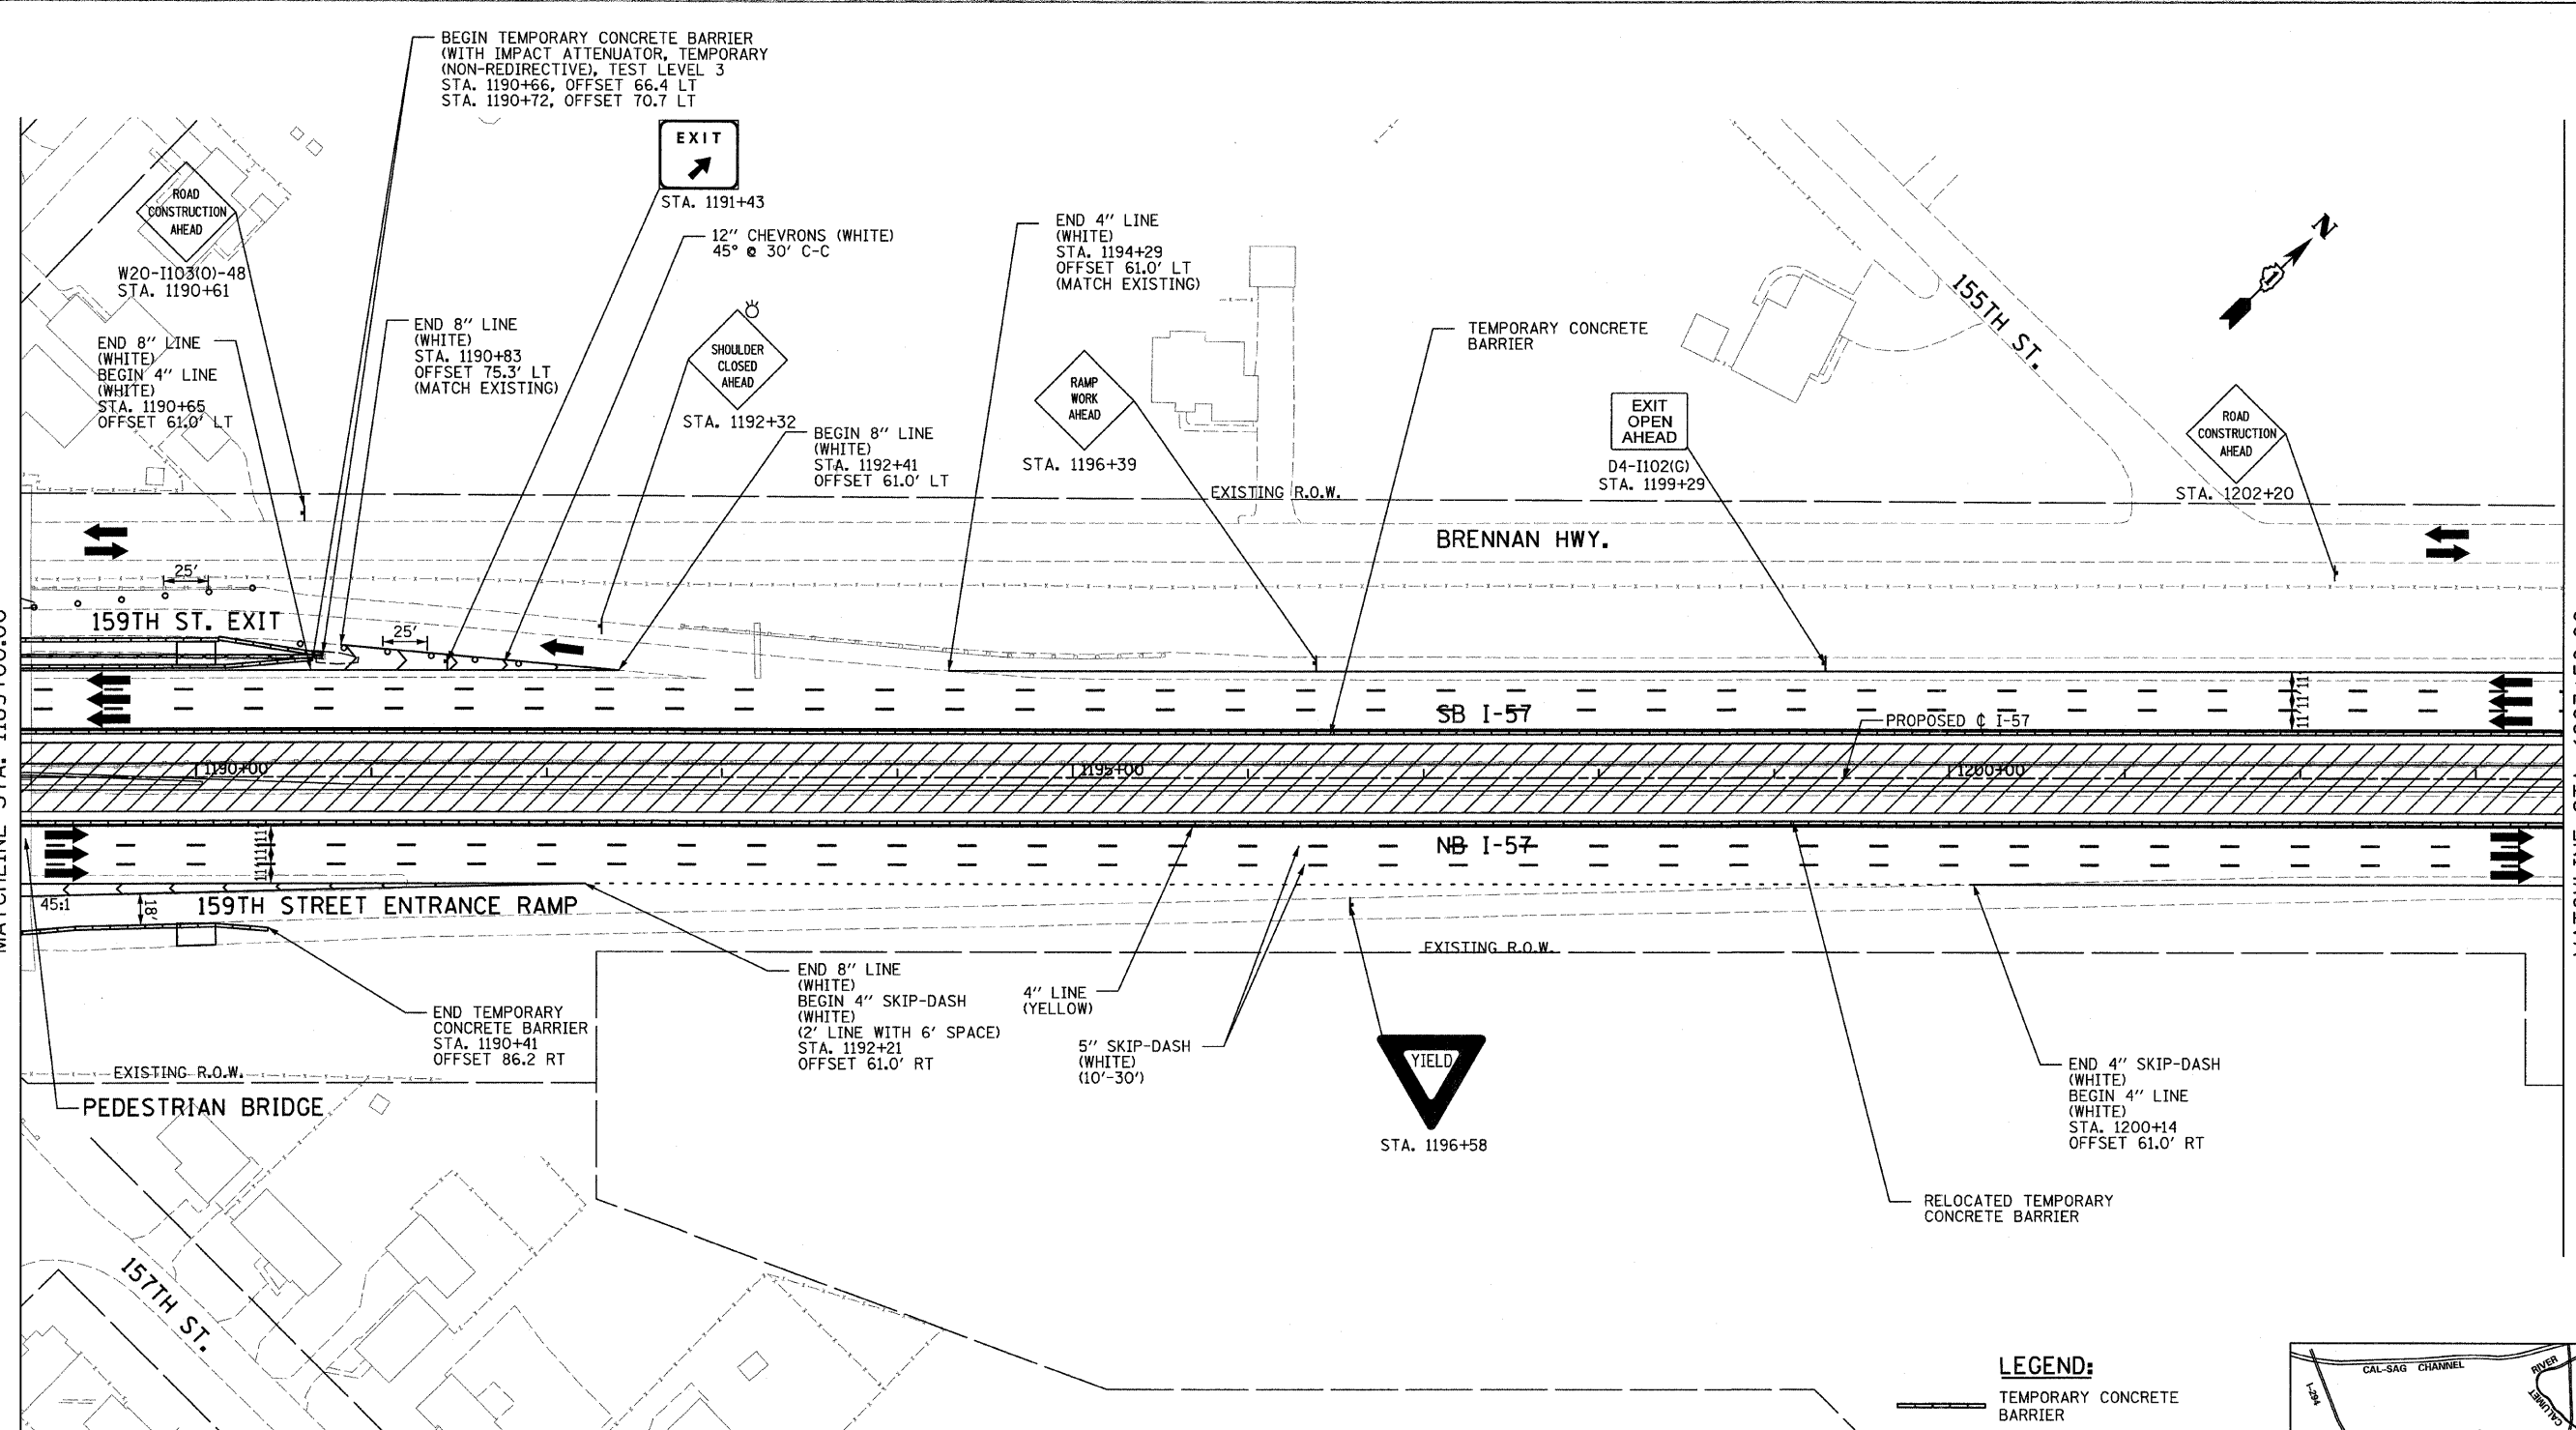 BEGIN TEMPORARY CONCRETE BARRIER
(WITH IMPACT ATTENUATOR, TEMPORARY
(NON-REDIRECTIVE), TEST LEVEL 3
STA. 1190+66, OFFSET 66.4 LT
STA. 1190+72, OFFSET 70.7 LT
EXIT
STA. 1191+43
ROAD
CONSTRUCTION
AHEAD
W20-I103(O)-48
STA. 1190+61
12" CHEVRONS (WHITE)
45° @ 30' C-C
END 4" LINE
(WHITE)
STA. 1194+29
OFFSET 61.0' LT
(MATCH EXISTING)
N
1
155TH ST.
END 8" LINE
(WHITE)
BEGIN 4" LINE
(WHITE)
STA. 1190+65
OFFSET 61.0' LT
END 8" LINE
(WHITE)
STA. 1190+83
OFFSET 75.3' LT
(MATCH EXISTING)
SHOULDER
CLOSED
AHEAD
STA. 1192+32
TEMPORARY CONCRETE
BARRIER
RAMP
WORK
AHEAD
STA. 1196+39
EXIT
OPEN
AHEAD
D4-I102(G)
STA. 1199+29
ROAD
CONSTRUCTION
AHEAD
STA. 1202+20
BEGIN 8" LINE
(WHITE)
STA. 1192+41
OFFSET 61.0' LT
EXISTING R.O.W.
BRENNAN HWY.
25'
159TH ST. EXIT
25'
11'
11'
11'
SB I-57
PROPOSED ℄ I-57
1190+00
1195+00
1200+00
NB I-57
11'
11'
11'
45:1
18'
159TH STREET ENTRANCE RAMP
EXISTING R.O.W.
END 8" LINE
(WHITE)
BEGIN 4" SKIP-DASH
(WHITE)
(2' LINE WITH 6' SPACE)
STA. 1192+21
OFFSET 61.0' RT
4" LINE
(YELLOW)
END TEMPORARY
CONCRETE BARRIER
STA. 1190+41
OFFSET 86.2 RT
5" SKIP-DASH
(WHITE)
(10'-30')
YIELD
STA. 1196+58
END 4" SKIP-DASH
(WHITE)
BEGIN 4" LINE
(WHITE)
STA. 1200+14
OFFSET 61.0' RT
EXISTING R.O.W.
PEDESTRIAN BRIDGE
RELOCATED TEMPORARY
CONCRETE BARRIER
157TH ST.
LEGEND:
TEMPORARY CONCRETE
BARRIER
CAL-SAG CHANNEL
I-294
RIVER
CALUMET